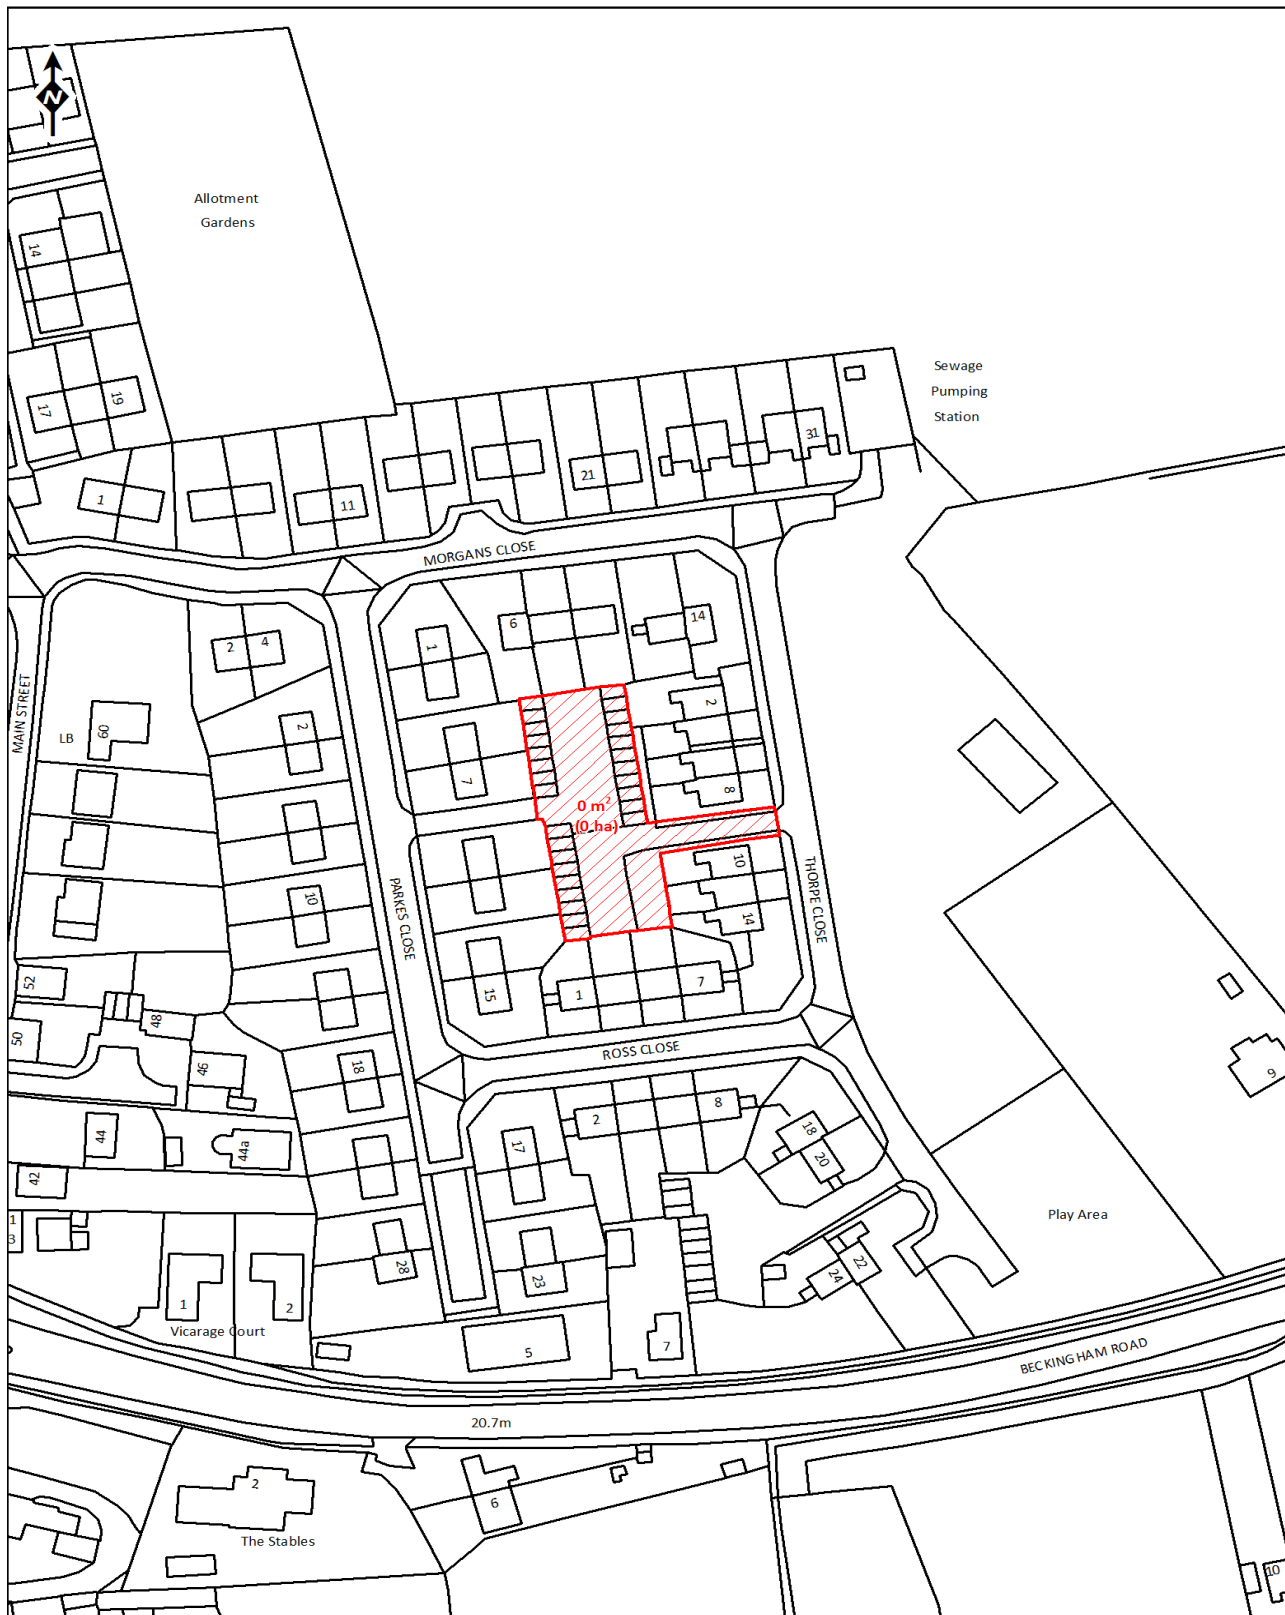 N
Allotment
Gardens
14
17
19
Sewage
Pumping
Station
31
21
1
11
MORGANS CLOSE
2
4
1
6
14
MAIN STREET
LB
60
2
7
2
8
0 m²
(0 ha)
10
PARKES CLOSE
10
THORPE CLOSE
14
52
50
48
46
15
1
7
ROSS CLOSE
18
9
44
44a
42
17
2
8
18
20
Play Area
1
3
28
23
24
22
1
2
Vicarage Court
5
7
BECKINGHAM ROAD
20.7m
2
6
The Stables
10